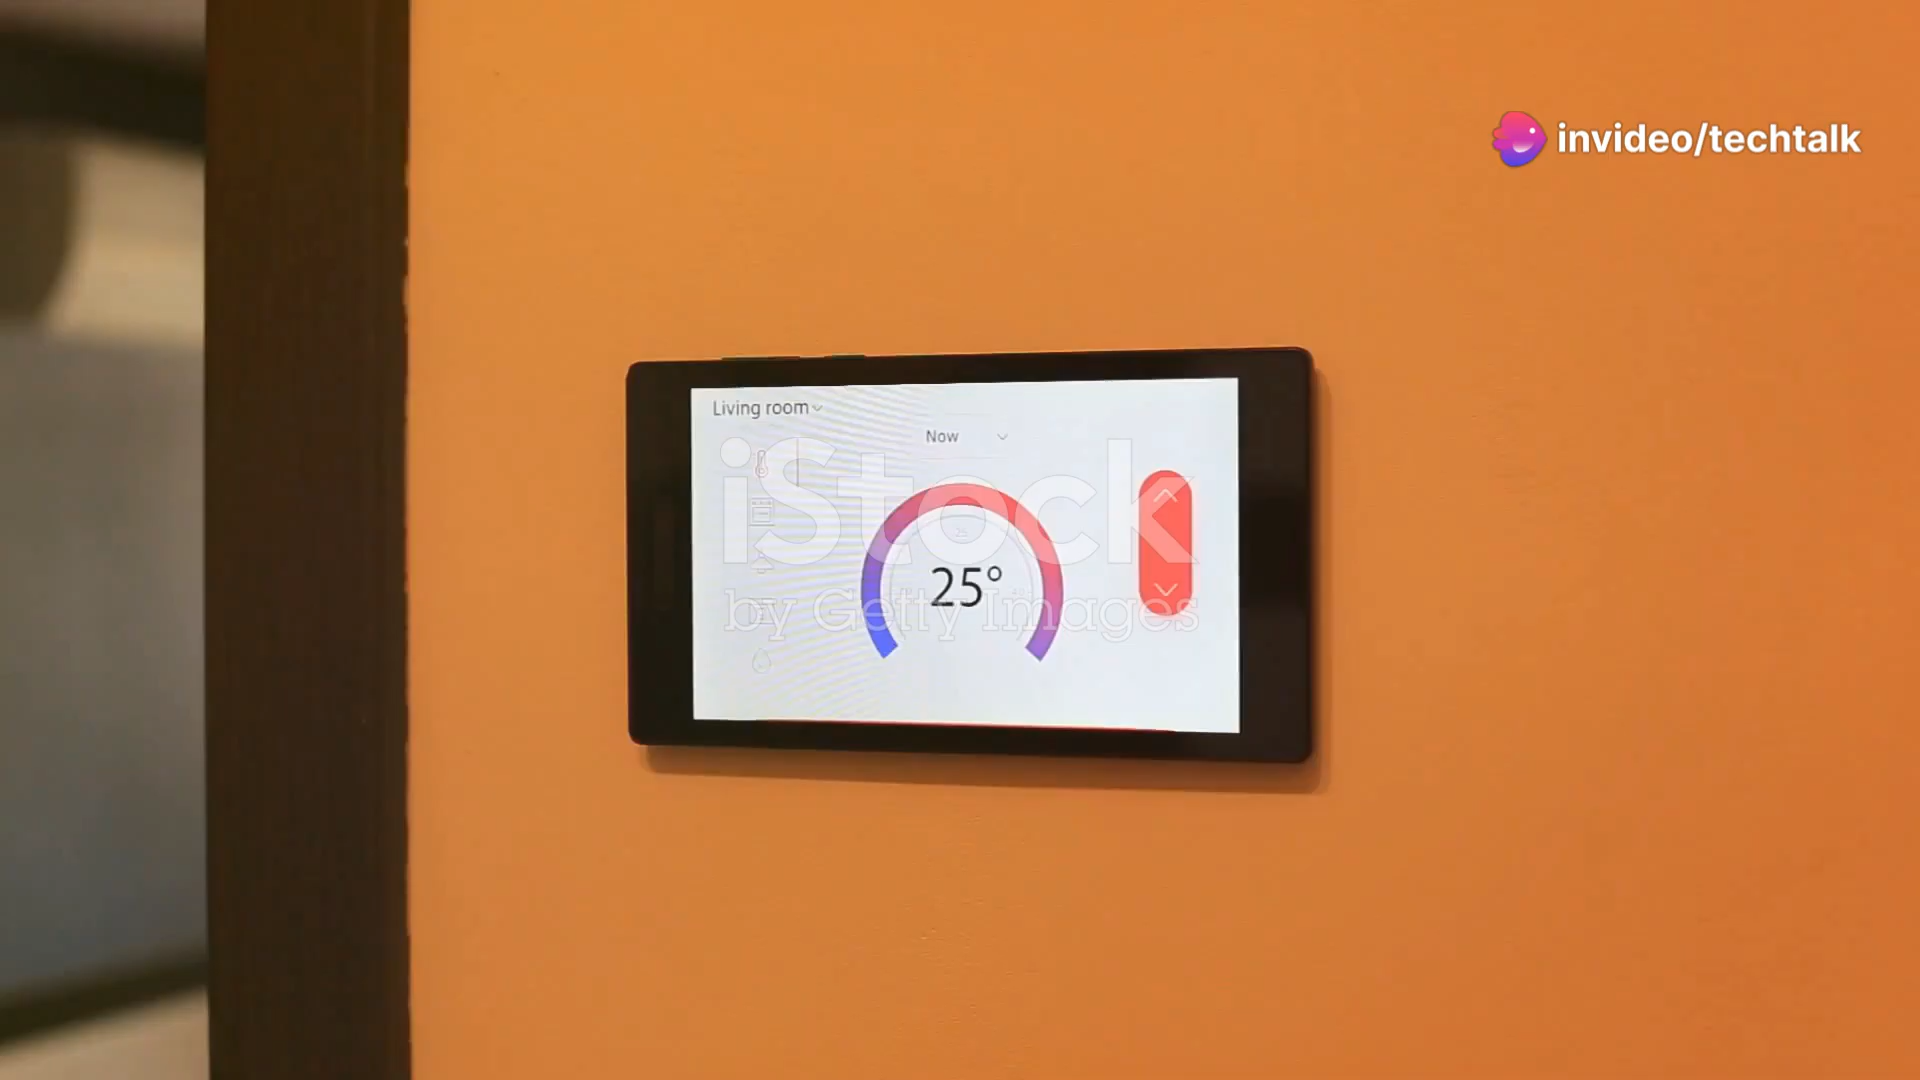 invideo/techtalk
Living room
Now
iStock
25°
by Getty Images